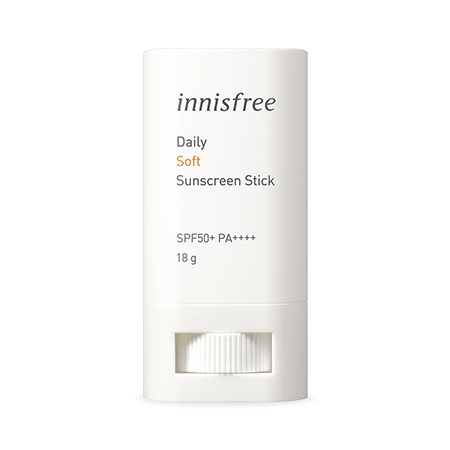 innisfree
Daily
Soft
Sunscreen Stick
SPF50+ PA++++
18 g